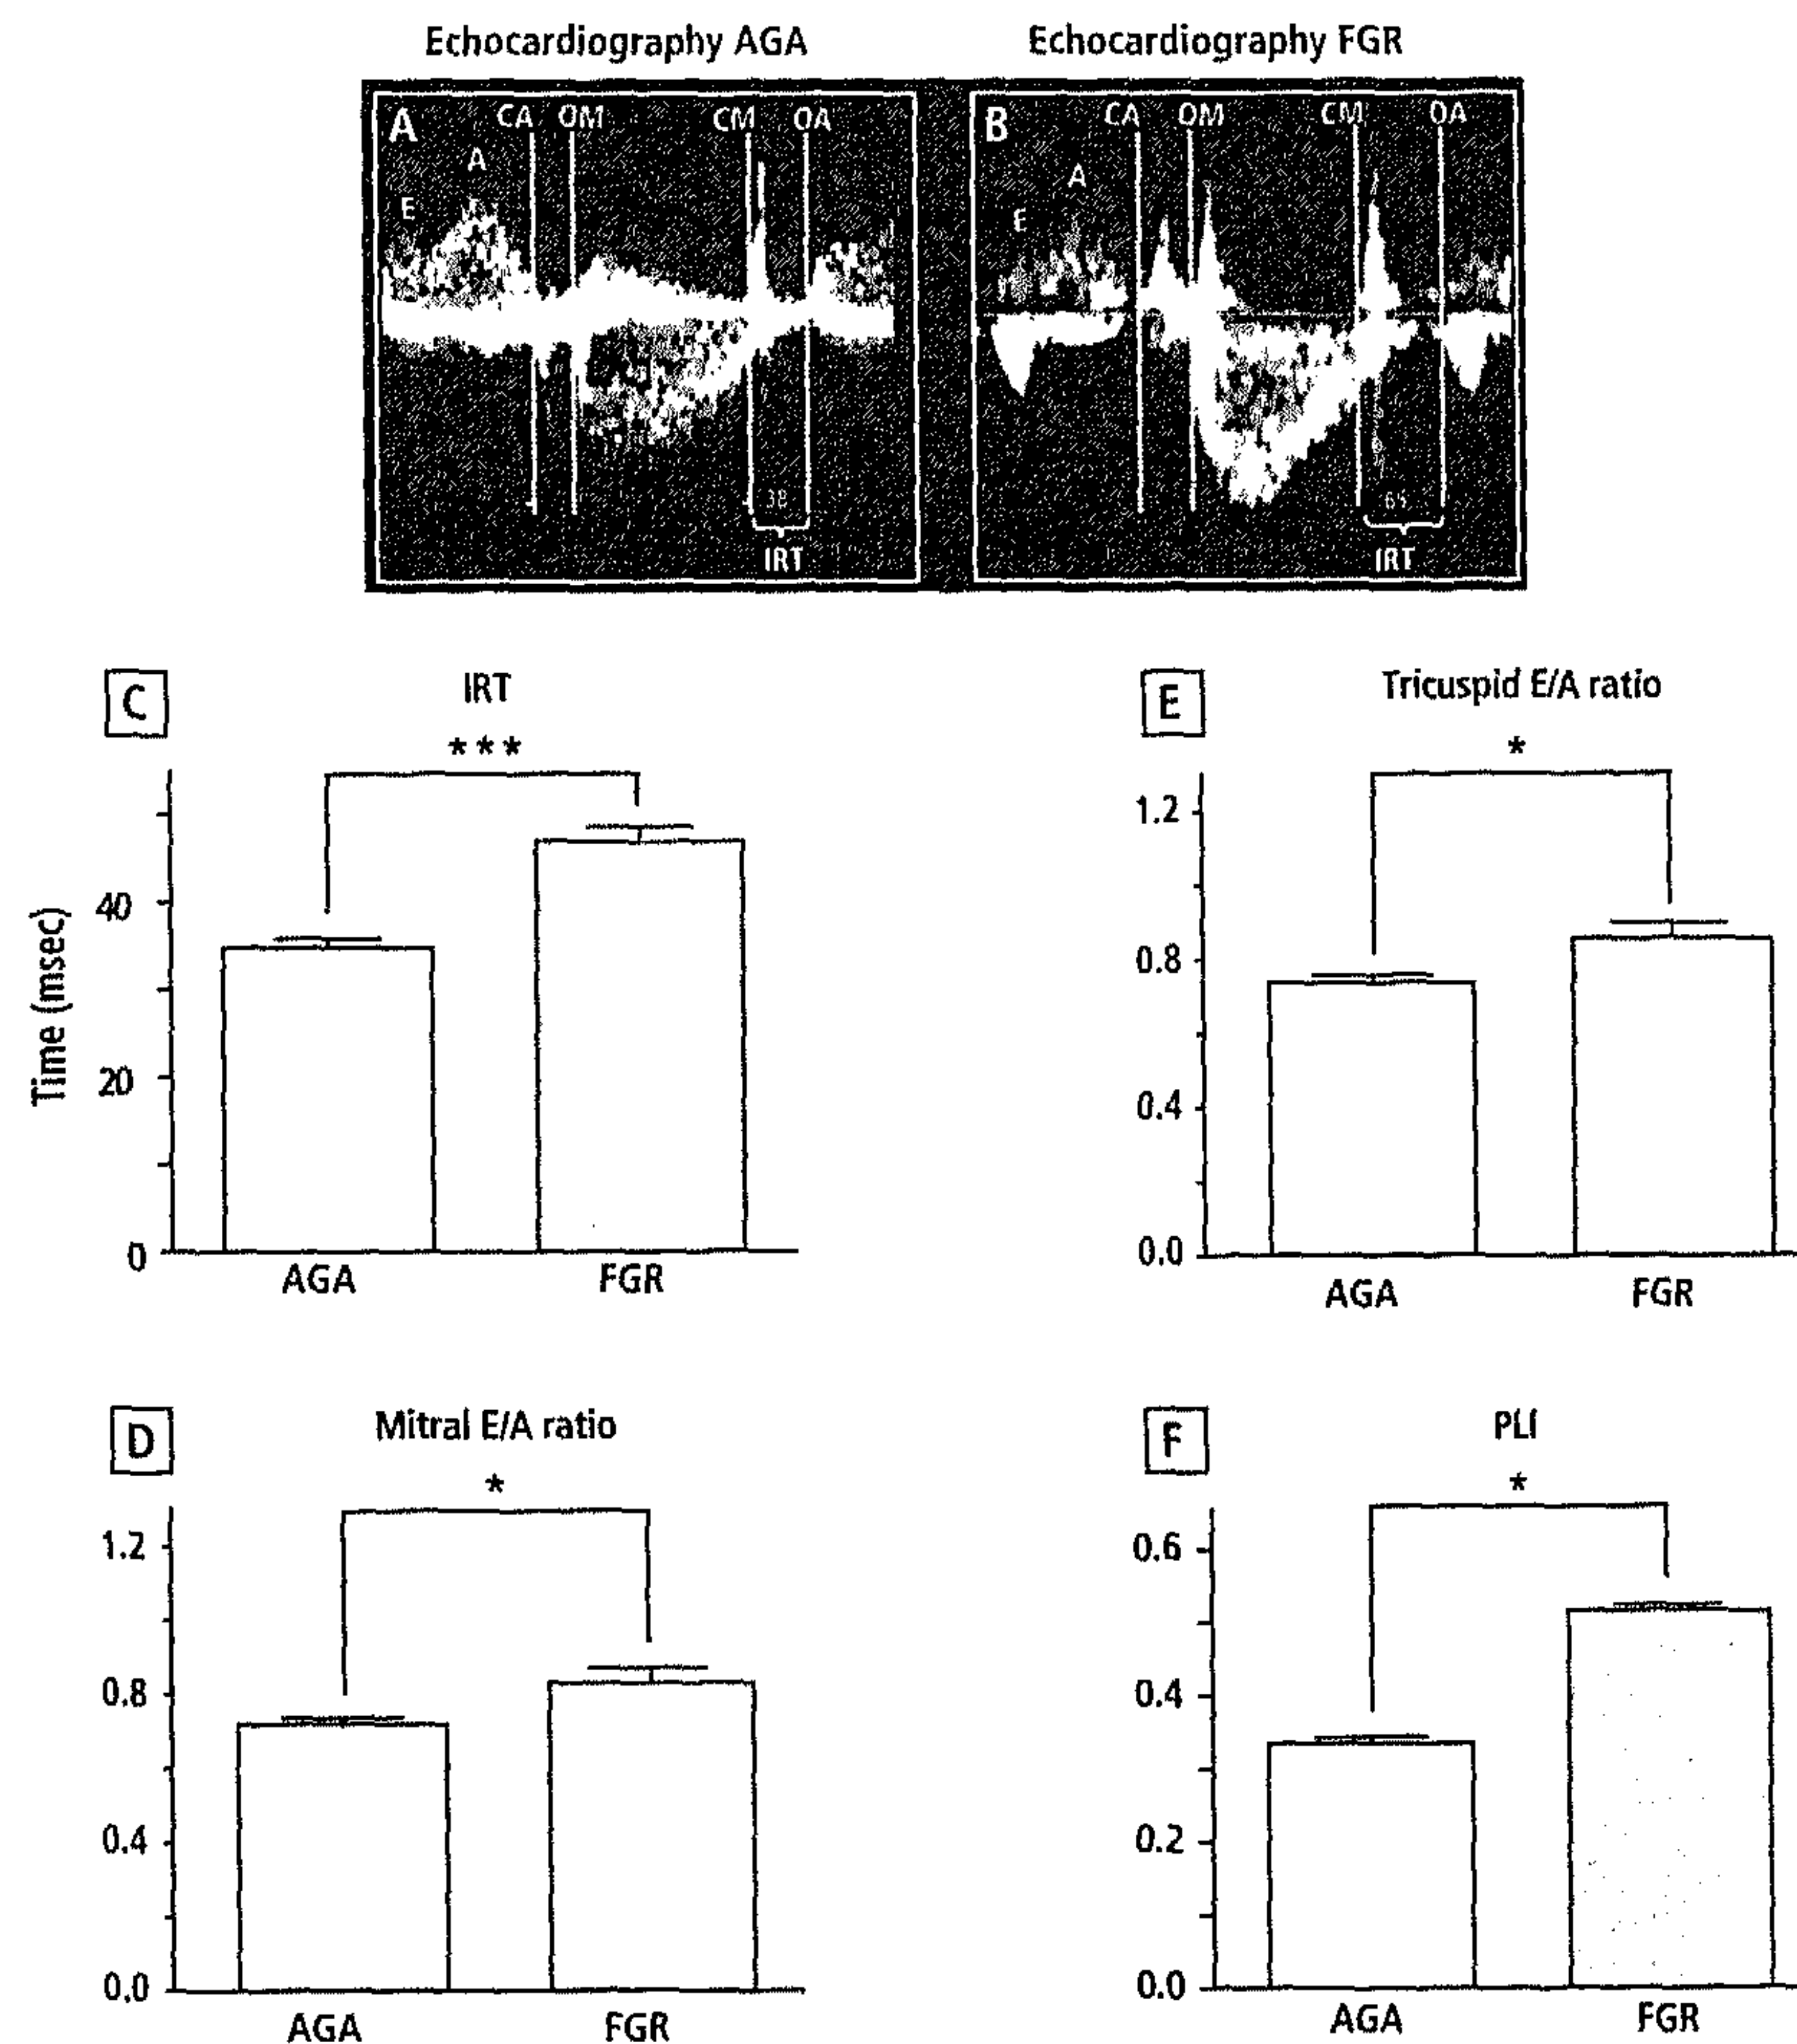 Echocardiography AGA
Echocardiography FGR
A CA OM CM OA
A
E
38
IRT
B CA OM CM OA
A
E
65
IRT
C
IRT
***
Time (msec)
40
20
0
AGA FGR
E
Tricuspid E/A ratio
*
1.2
0.8
0.4
0.0
AGA FGR
D
Mitral E/A ratio
*
1.2
0.8
0.4
0.0
AGA FGR
F
PLI
*
0.6
0.4
0.2
0.0
AGA FGR